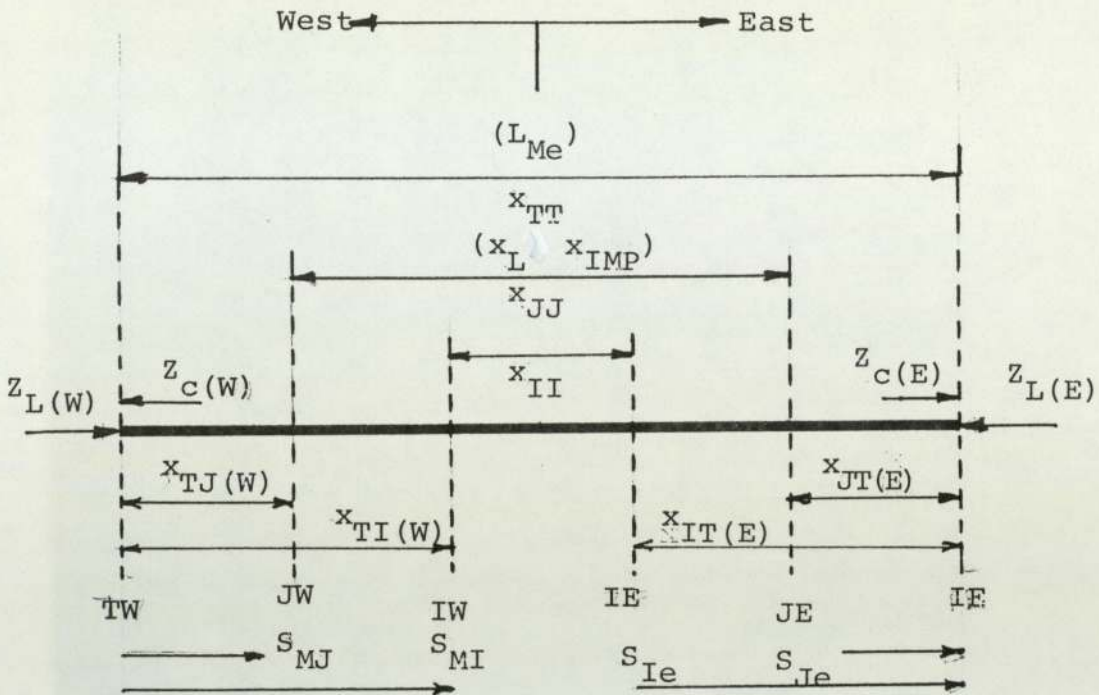 West East
(L_Me)
x_TT
(x_L x_IMP)
x_JJ
x_II
Z_L(W) Z_c(W) Z_c(E) Z_L(E)
x_TJ(W) x_JT(E)
x_TI(W) x_IT(E)
TW JW IW IE JE IE
S_MJ S_MI S_Ie S_Je